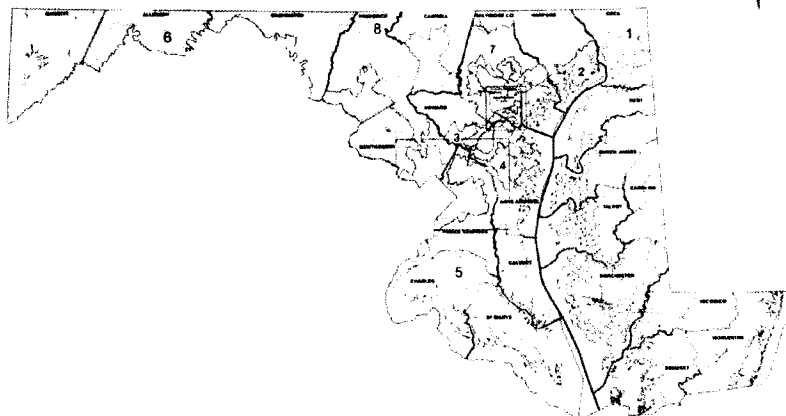 GARRETT
ALLEGANY
WASHINGTON
FREDERICK
CARROLL
BALTIMORE CO
HARFORD
CECIL
6
8
7
2
1
KENT
HOWARD
3
MONTGOMERY
4
QUEEN ANNES
CAROLINE
TALBOT
ANNE ARUNDEL
PRINCE GEORGES
CALVERT
5
CHARLES
DORCHESTER
ST MARYS
WICOMICO
WORCESTER
SOMERSET